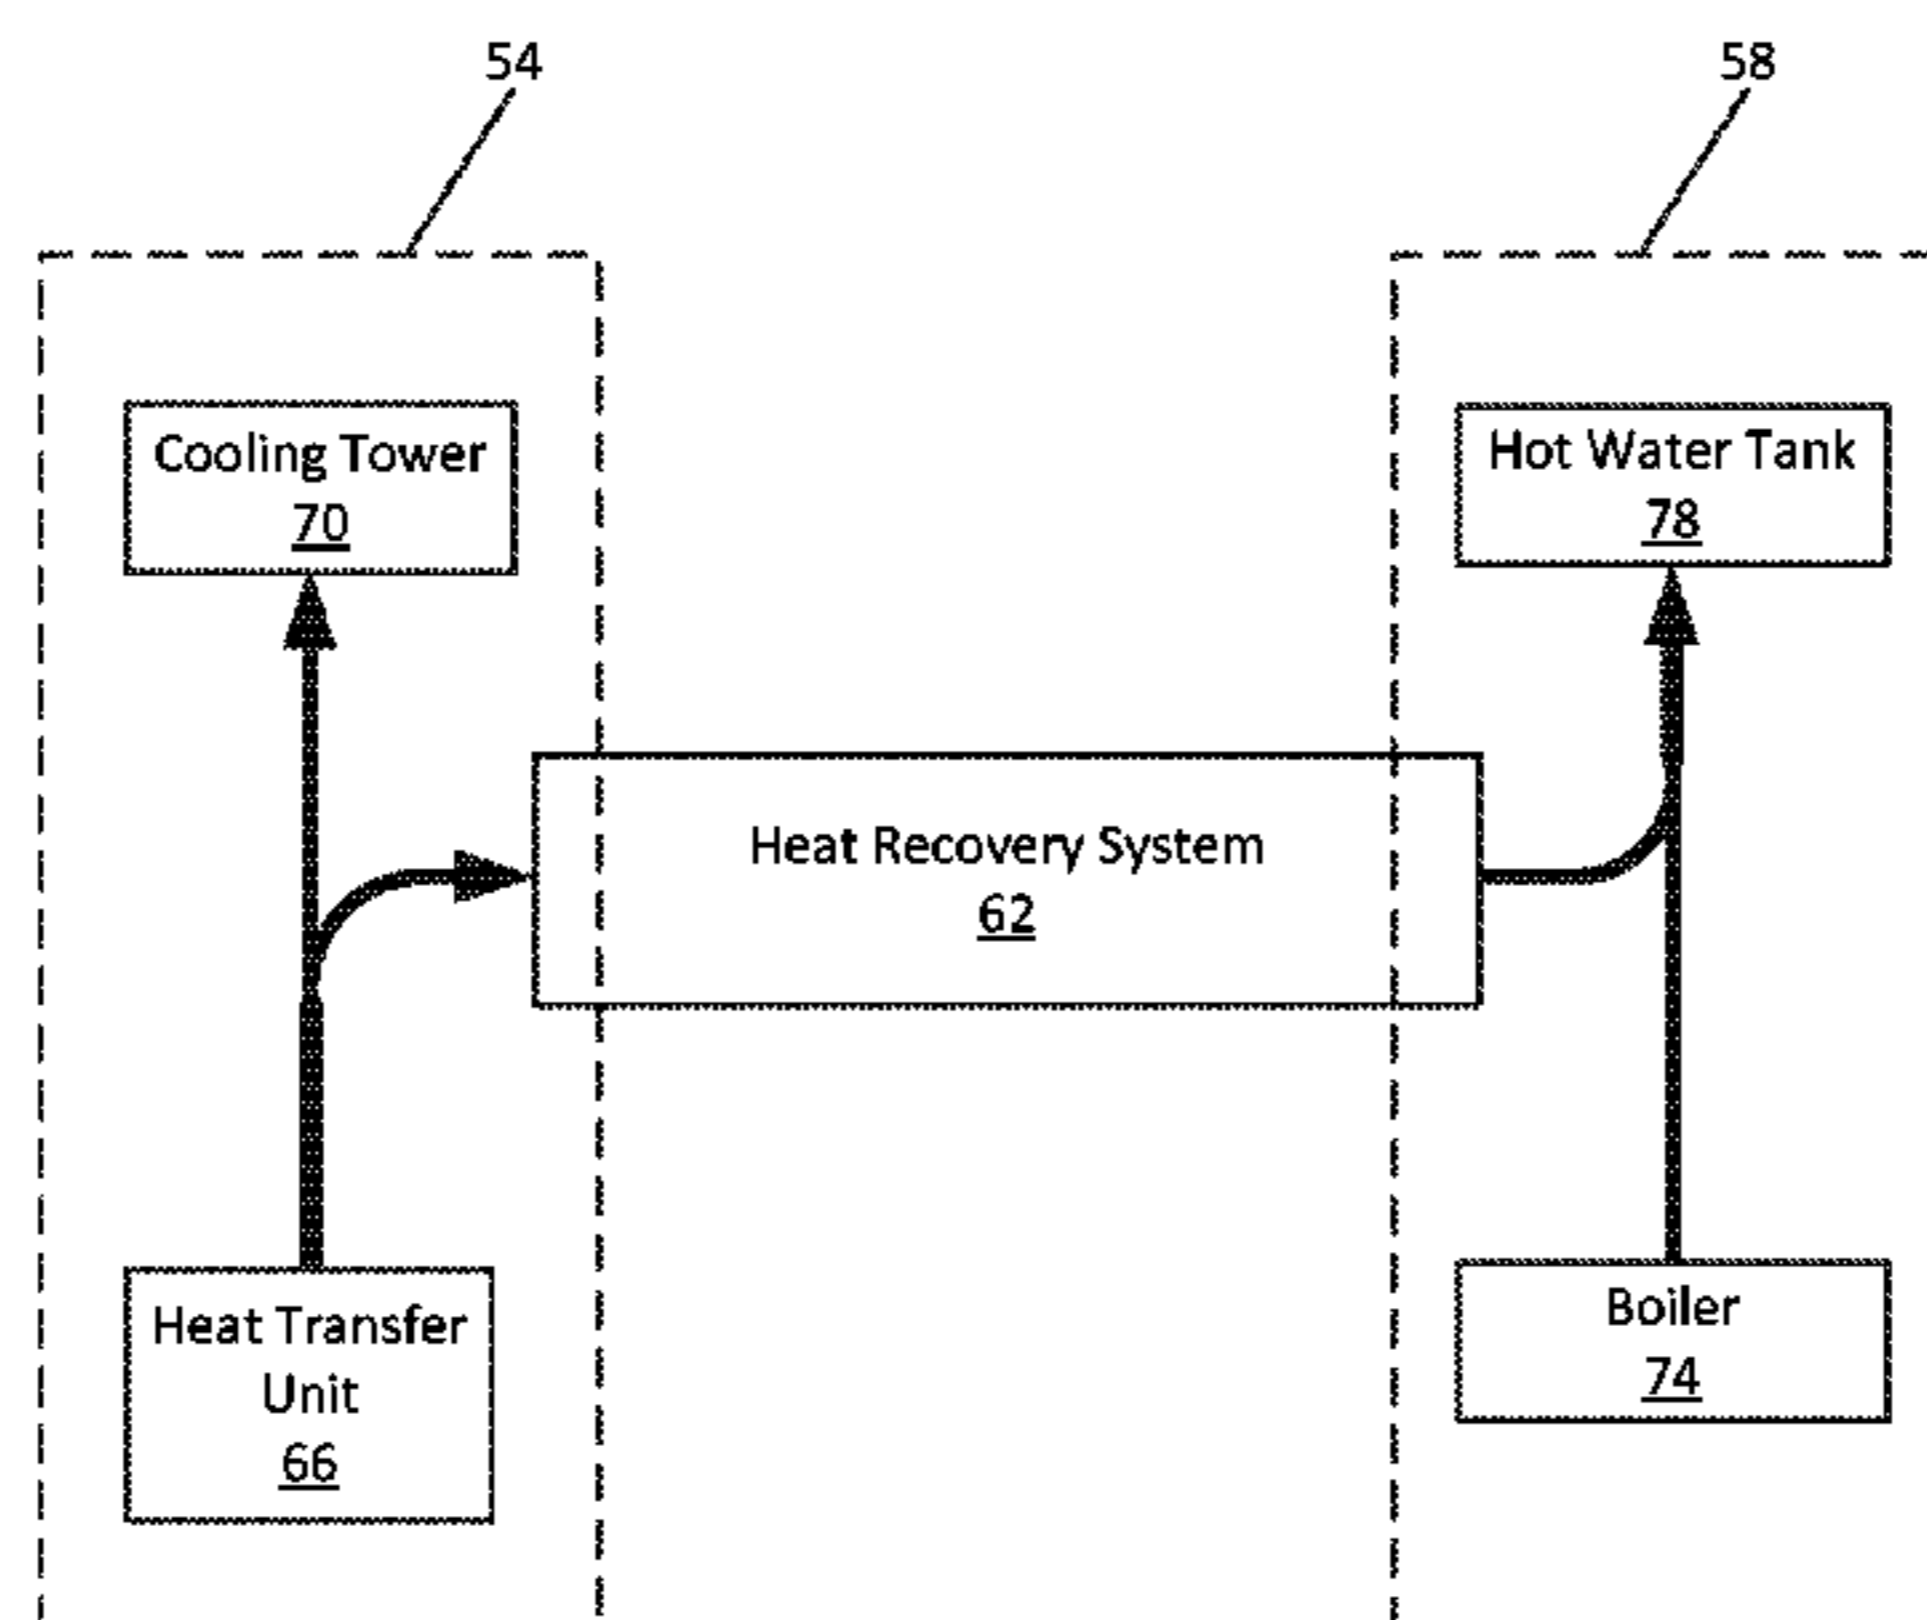 54
58
Cooling Tower
70
Hot Water Tank
78
Heat Recovery System
62
Heat Transfer
Unit
66
Boiler
74